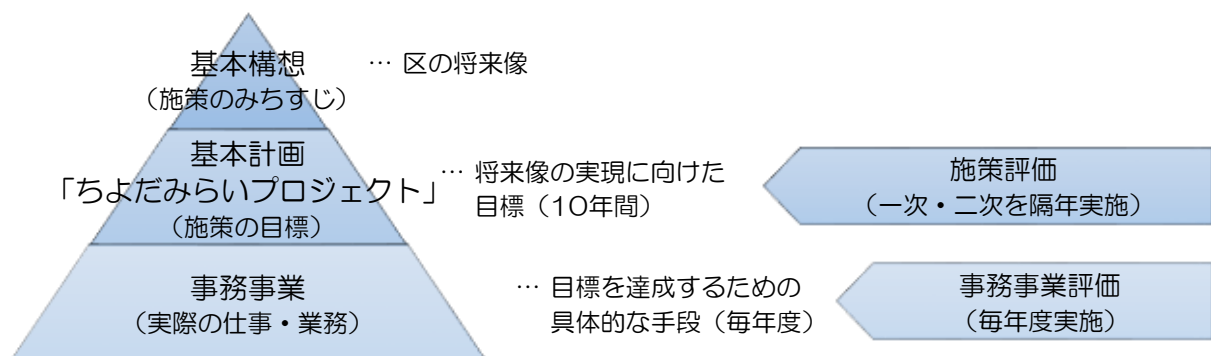 基本構想
（施策のみちすじ）
… 区の将来像
基本計画
「ちよだみらいプロジェクト」
（施策の目標）
… 将来像の実現に向けた
目標（10年間）
施策評価
（一次・二次を隔年実施）
事務事業
（実際の仕事・業務）
… 目標を達成するための
具体的な手段（毎年度）
事務事業評価
（毎年度実施）